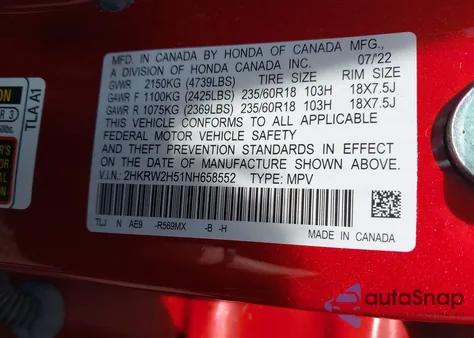 MFD. IN CANADA BY HONDA OF CANADA MFG., 07/22
A DIVISION OF HONDA CANADA INC.
GVWR 2150KG (4739LBS) TIRE SIZE RIM SIZE
GAWR F 1100KG (2425LBS) 235/60R18 103H 18X7.5J
GAWR R 1075KG (2369LBS) 235/60R18 103H 18X7.5J
THIS VEHICLE CONFORMS TO ALL APPLICABLE
FEDERAL MOTOR VEHICLE SAFETY
AND THEFT PREVENTION STANDARDS IN EFFECT
ON THE DATE OF MANUFACTURE SHOWN ABOVE.
V.I.N.: 2HKRW2H51NH658552 TYPE: MPV
TLJ N AE9 -R569MX -B -H
MADE IN CANADA
TLA A1
autoSnap